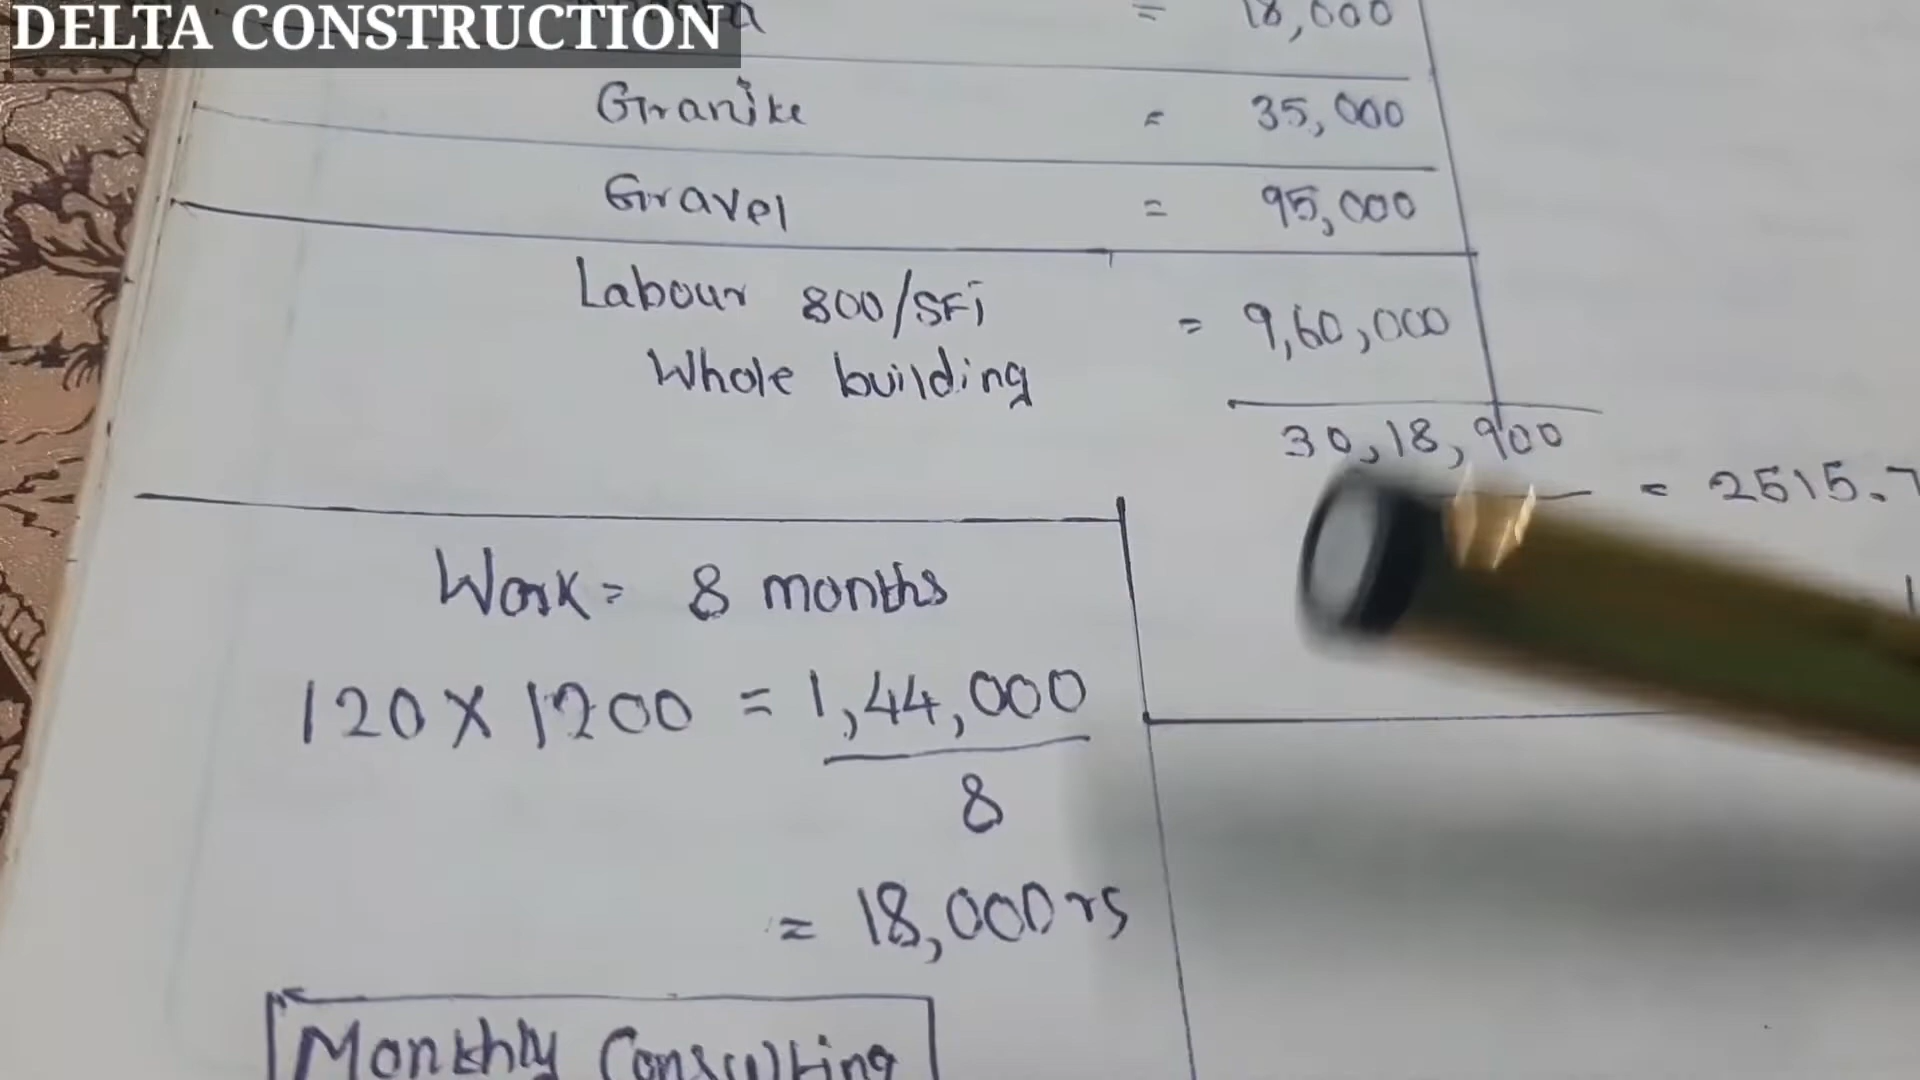 DELTA CONSTRUCTION
= 18,000
Granite = 35,000
Gravel = 95,000
Labour 800/SFT = 9,60,000
Whole building
30,18,900
= 2515.7
Work = 8 months
120 X 1200 = 1,44,000
8
= 18,000 rs
Monthly Consulting